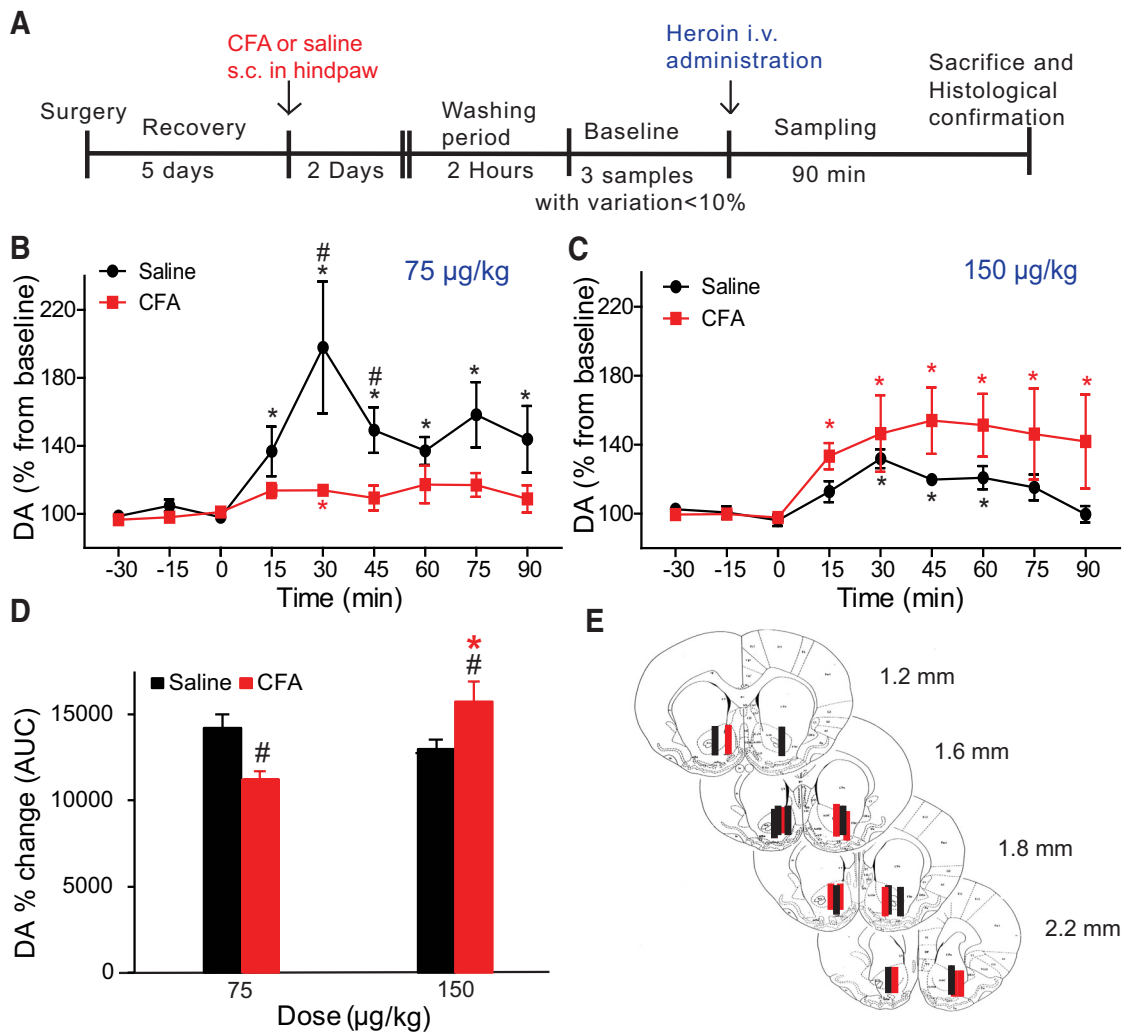 A
CFA or saline
s.c. in hindpaw
Heroin i.v.
administration
Sacrifice and
Histological
confirmation
Surgery
Recovery
Washing
period
Baseline
Sampling
5 days
2 Days
2 Hours
3 samples
with variation<10%
90 min
B
Saline
CFA
75 µg/kg
#
*
*
#
*
*
*
*
*
220
180
140
100
DA (% from baseline)
-30 -15 0 15 30 45 60 75 90
Time (min)
C
Saline
CFA
150 µg/kg
* * * * * *
* * *
220
180
140
100
DA (% from baseline)
-30 -15 0 15 30 45 60 75 90
Time (min)
D
Saline CFA
#
*
#
15000
10000
5000
0
DA % change (AUC)
75 150
Dose (µg/kg)
E
1.2 mm
1.6 mm
1.8 mm
2.2 mm